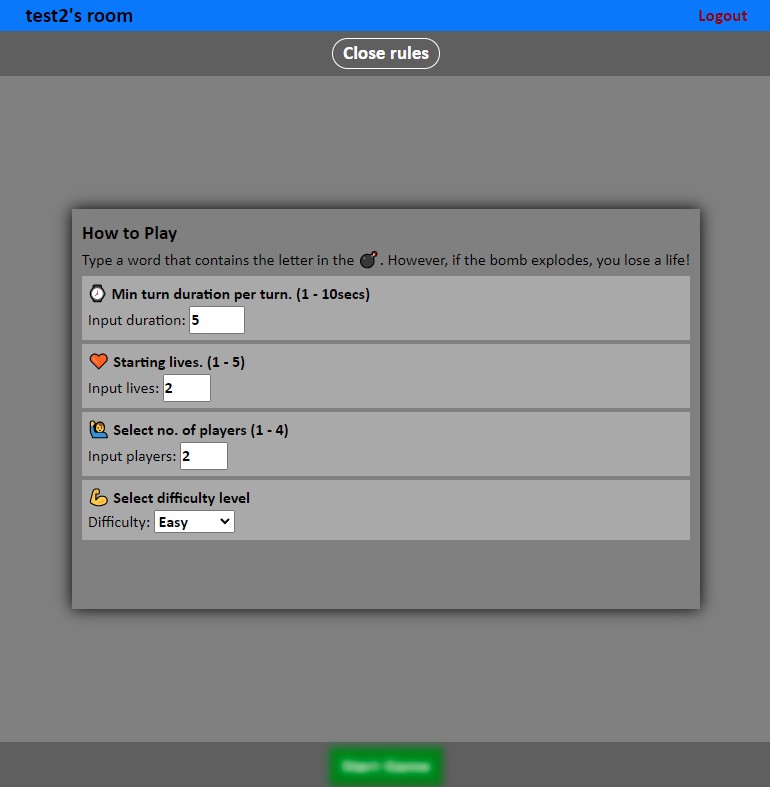 test2's room
Logout
Close rules
How to Play
Type a word that contains the letter in the 💣. However, if the bomb explodes, you lose a life!
Min turn duration per turn. (1 - 10secs)
Input duration: 5
Starting lives. (1 - 5)
Input lives: 2
Select no. of players (1 - 4)
Input players: 2
Select difficulty level
Difficulty: Easy
Start Game